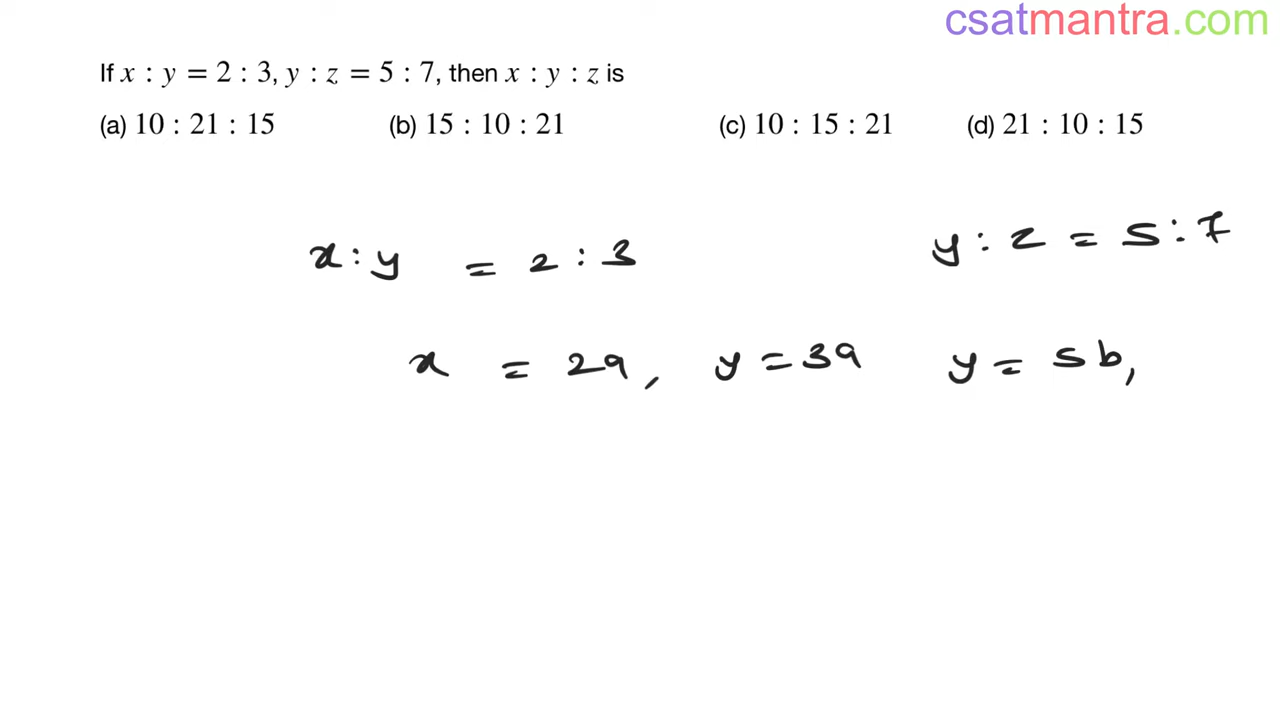 csatmantra.com
If x : y = 2 : 3, y : z = 5 : 7, then x : y : z is
(a) 10 : 21 : 15 (b) 15 : 10 : 21 (c) 10 : 15 : 21 (d) 21 : 10 : 15
x : y = 2 : 3 y : z = 5 : 7
x = 2a, y = 3a y = 5b,